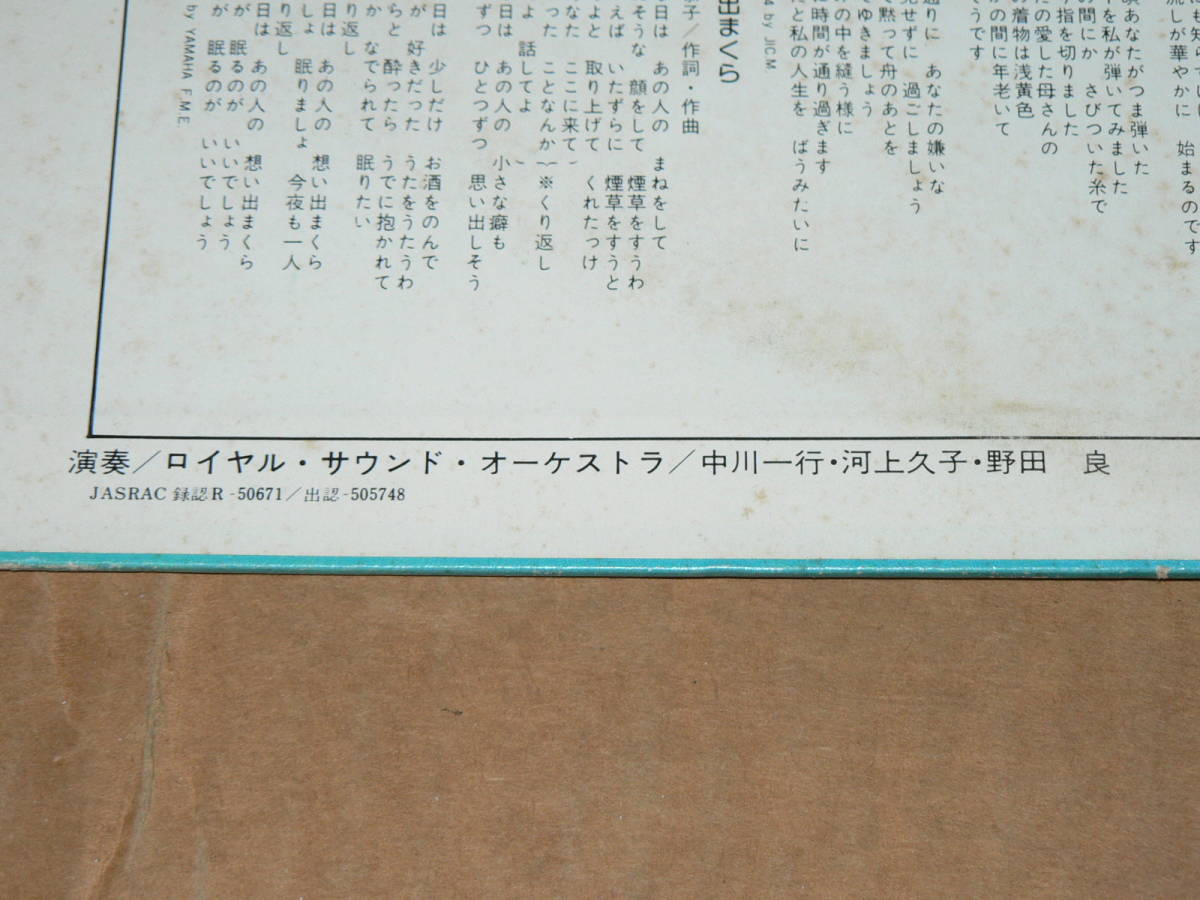 流しが華やかに 始まるのです
頃あなたがつま弾いた
を私が弾いてみました
の間にか さびついた糸で
指を切りました
たの愛した母さんの
の着物は浅黄色
かの間に年老いて
そうです
通りに あなたの嫌いな
見せずに 過ごしましょう
で黙って舟のあとを
てゆきましょう
の中を縫う様に
に時間が通り過ぎます
だと私の人生を ばうみたいに
4 by JICM
出まくら
子／作詞・作曲
日は あの人の まねをして
そうな 顔をして 煙草をすうわ
えば いたずらに 煙草をすうと
よと 取り上げて くれたっけ
なた ここに来て
った ことなんか ※くり返し
よ 話してよ
日は あの人の 小さな癖も
ずつ ひとつずつ 思い出しそう
日は 少しだけ お酒をのんで
が 好きだった うたをうたうわ
らと 酔ったら うでに抱かれて
か なでられて 眠りたい
り返し
日は あの人の 想い出まくら
しょ 眠りましょ 今夜も一人
り返し
日は あの人の 想い出まくら
が 眠るのが いいでしょう
が 眠るのが いいでしょう
by YAMAHA F.M.E.
演奏／ロイヤル・サウンド・オーケストラ／中川一行・河上久子・野田 良
JASRAC 録認R-50671／出認-505748